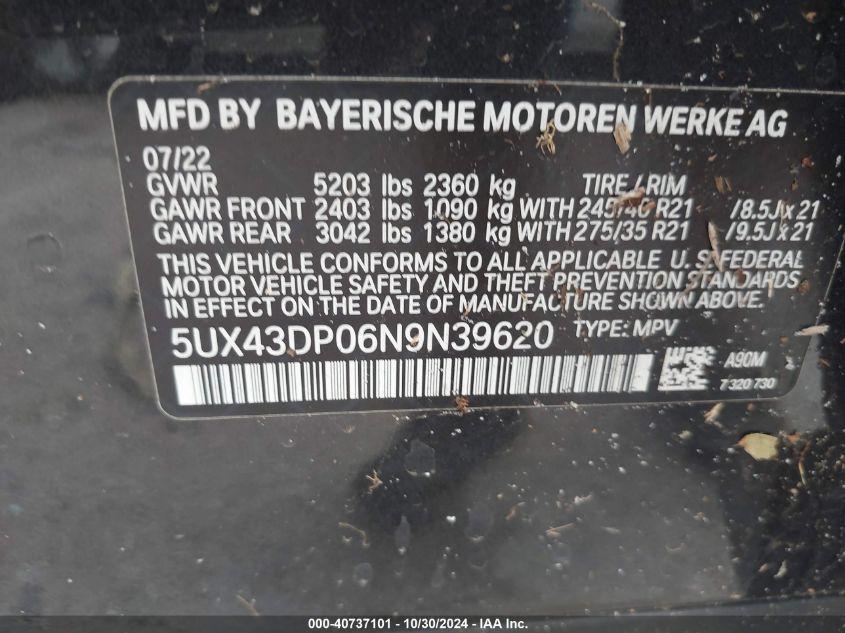 MFD BY BAYERISCHE MOTOREN WERKE AG
07/22
GVWR 5203 lbs 2360 kg TIRE/RIM
GAWR FRONT 2403 lbs 1090 kg WITH 245/40 R21 /8.5Jx21
GAWR REAR 3042 lbs 1380 kg WITH 275/35 R21 /9.5Jx21
THIS VEHICLE CONFORMS TO ALL APPLICABLE U.S. FEDERAL
MOTOR VEHICLE SAFETY AND THEFT PREVENTION STANDARDS
IN EFFECT ON THE DATE OF MANUFACTURE SHOWN ABOVE.
5UX43DP06N9N39620 TYPE: MPV
A90M
7 320 730
000-40737101 - 10/30/2024 - IAA Inc.